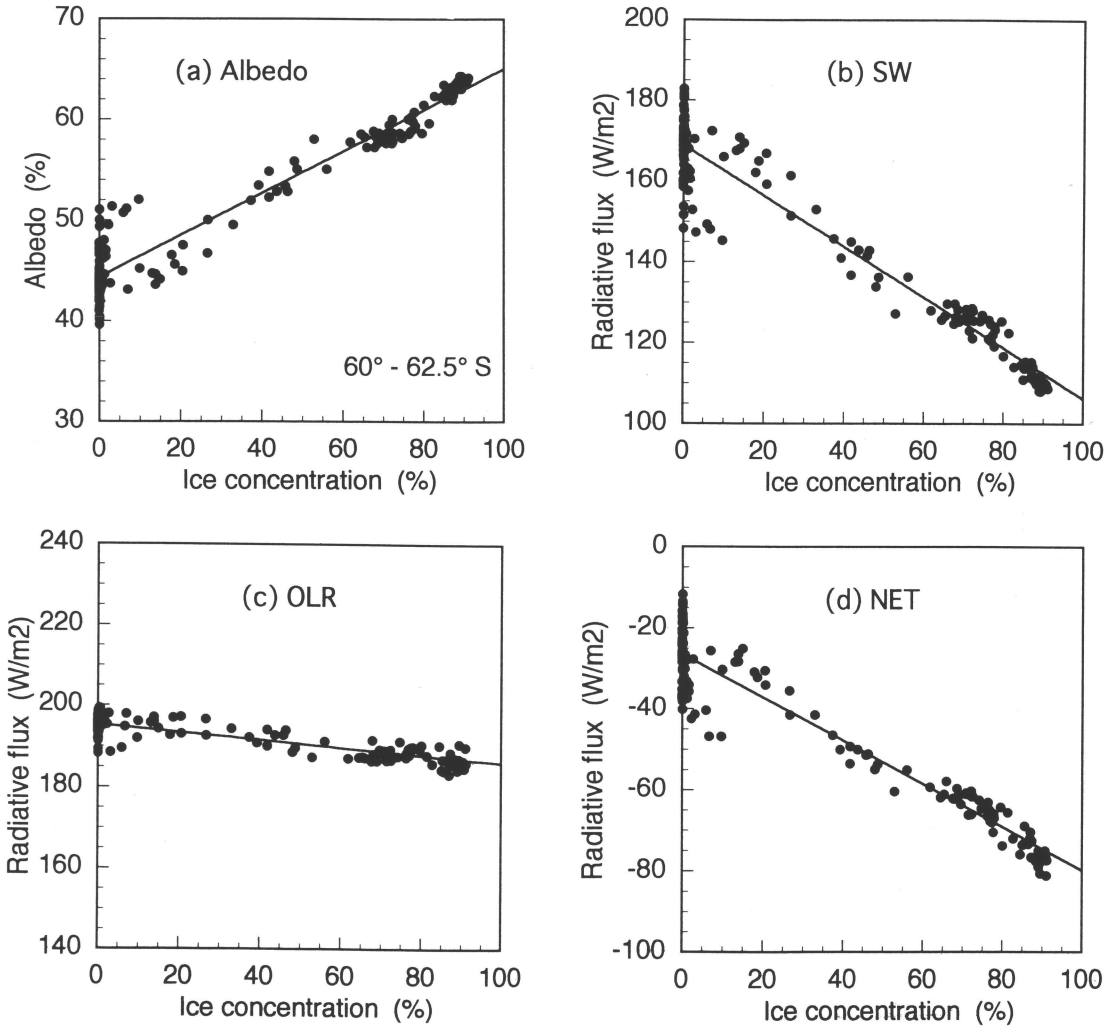 70
60
50
40
30
Albedo (%)
(a) Albedo
60° - 62.5° S
0 20 40 60 80 100
Ice concentration (%)
200
180
160
140
120
100
Radiative flux (W/m2)
(b) SW
0 20 40 60 80 100
Ice concentration (%)
240
220
200
180
160
140
Radiative flux (W/m2)
(c) OLR
0 20 40 60 80 100
Ice concentration (%)
0
-20
-40
-60
-80
-100
Radiative flux (W/m2)
(d) NET
0 20 40 60 80 100
Ice concentration (%)